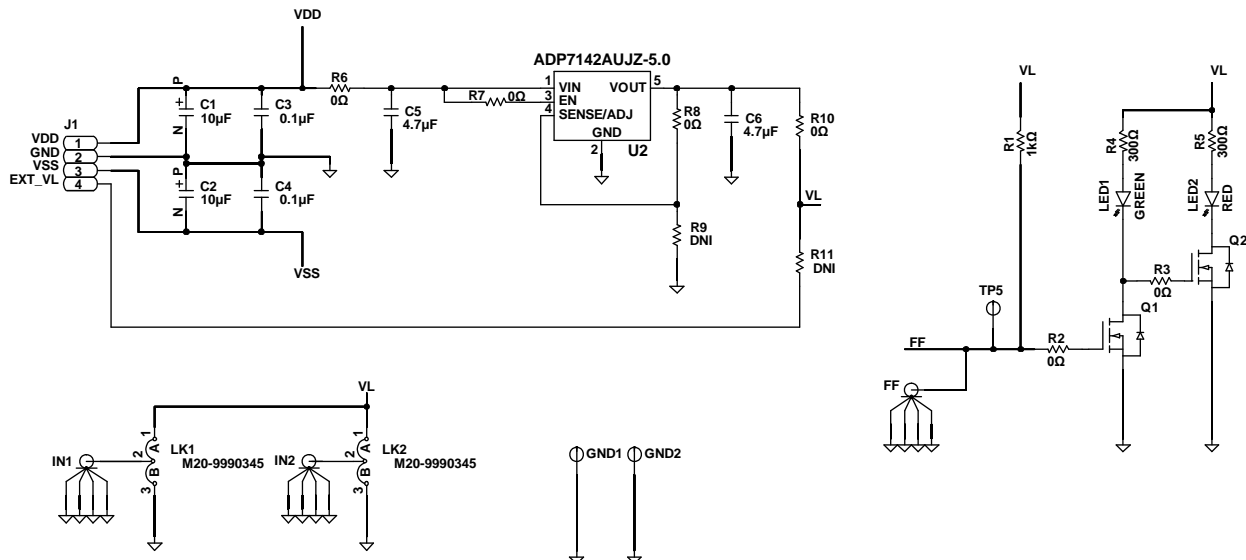 VDD
ADP7142AUJZ-5.0
R6
0Ω
R7
0Ω
1
VIN
VOUT
5
3
EN
4
SENSE/ADJ
GND
2
U2
P
+
C1
10µF
N
C3
0.1µF
C5
4.7µF
R8
0Ω
C6
4.7µF
R10
0Ω
J1
VDD
1
GND
2
VSS
3
EXT_VL
4
P
+
C2
10µF
N
C4
0.1µF
VSS
R9
DNI
VL
R11
DNI
VL
R1
1kΩ
VL
R4
300Ω
R5
300Ω
LED1
GREEN
LED2
RED
Q2
R3
0Ω
TP5
Q1
FF
R2
0Ω
FF
VL
IN1
1
A
2
B
3
LK1
M20-9990345
IN2
1
A
2
B
3
LK2
M20-9990345
GND1
GND2